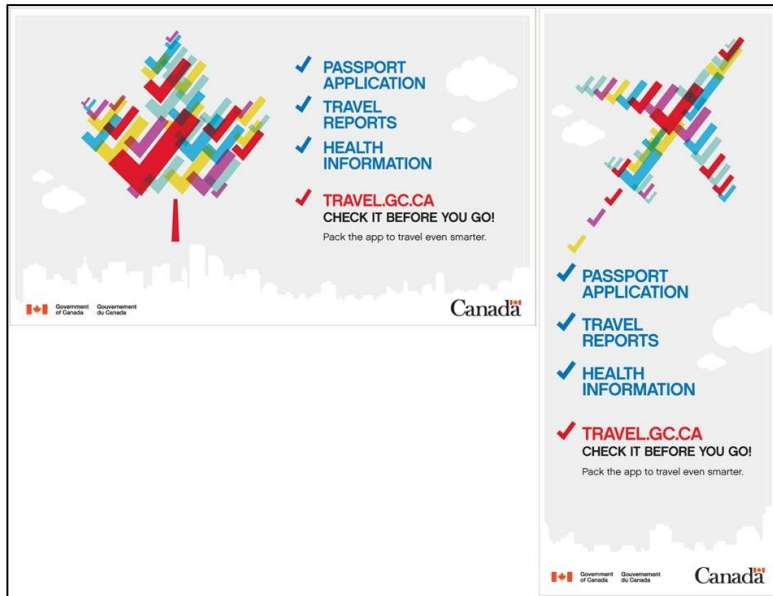 PASSPORT
APPLICATION
TRAVEL
REPORTS
HEALTH
INFORMATION
TRAVEL.GC.CA
CHECK IT BEFORE YOU GO!
Pack the app to travel even smarter.
Government
of Canada
Gouvernement
du Canada
Canada
PASSPORT
APPLICATION
TRAVEL
REPORTS
HEALTH
INFORMATION
TRAVEL.GC.CA
CHECK IT BEFORE YOU GO!
Pack the app to travel even smarter.
Government
of Canada
Gouvernement
du Canada
Canada